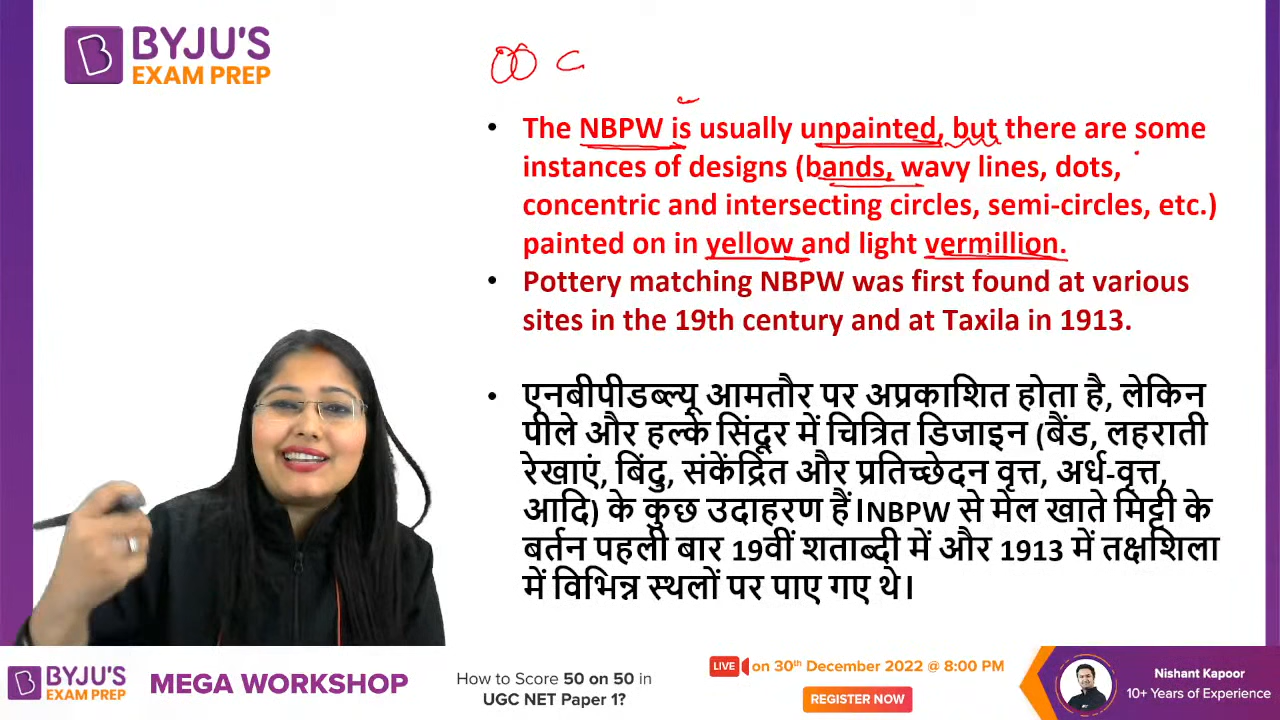 BYJU'S
EXAM PREP
The NBPW is usually unpainted, but there are some
instances of designs (bands, wavy lines, dots,
concentric and intersecting circles, semi-circles, etc.)
painted on in yellow and light vermillion.
Pottery matching NBPW was first found at various
sites in the 19th century and at Taxila in 1913.
एनबीपीडब्ल्यू आमतौर पर अप्रकाशित होता है, लेकिन
पीले और हल्के सिंदूर में चित्रित डिजाइन (बैंड, लहराती
रेखाएं, बिंदु, संकेंद्रित और प्रतिच्छेदन वृत्त, अर्ध-वृत्त,
आदि) के कुछ उदाहरण हैं।NBPW से मेल खाते मिट्टी के
बर्तन पहली बार 19वीं शताब्दी में और 1913 में तक्षशिला
में विभिन्न स्थलों पर पाए गए थे।
BYJU'S
EXAM PREP
MEGA WORKSHOP
How to Score 50 on 50 in
UGC NET Paper 1?
LIVE on 30th December 2022 @ 8:00 PM
REGISTER NOW
Nishant Kapoor
10+ Years of Experience